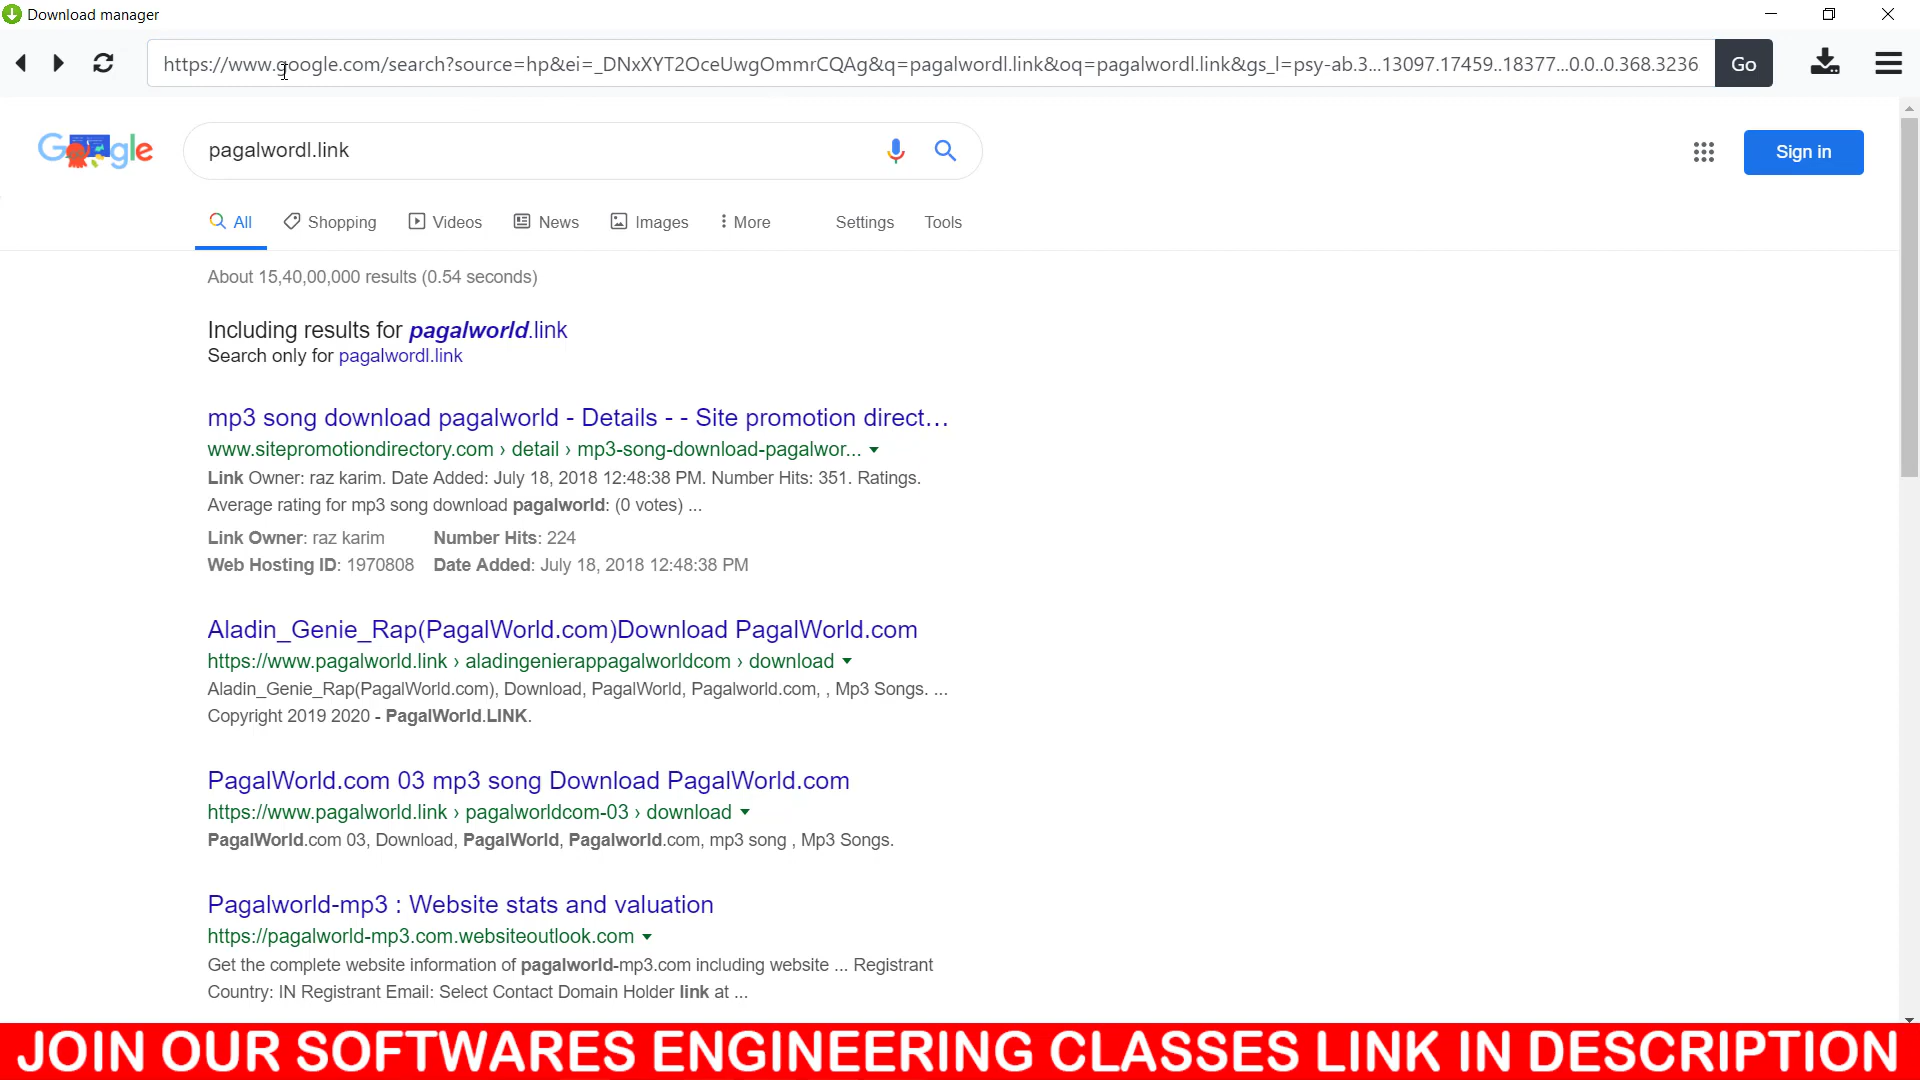 Download manager
https://www.google.com/search?source=hp&ei=_DNxXYT2OceUwgOmmrCQAg&q=pagalwordl.link&oq=pagalwordl.link&gs_l=psy-ab.3...13097.17459..18377...0.0..0.368.3236
Go
Google
pagalwordl.link
Sign in
All Shopping Videos News Images More Settings Tools
About 15,40,00,000 results (0.54 seconds)
Including results for pagalworld.link
Search only for pagalwordl.link
mp3 song download pagalworld - Details - - Site promotion direct...
www.sitepromotiondirectory.com › detail › mp3-song-download-pagalwor...
Link Owner: raz karim. Date Added: July 18, 2018 12:48:38 PM. Number Hits: 351. Ratings.
Average rating for mp3 song download pagalworld: (0 votes) ...
Link Owner: raz karim Number Hits: 224
Web Hosting ID: 1970808 Date Added: July 18, 2018 12:48:38 PM
Aladin_Genie_Rap(PagalWorld.com)Download PagalWorld.com
https://www.pagalworld.link › aladingenierappagalworldcom › download
Aladin_Genie_Rap(PagalWorld.com), Download, PagalWorld, Pagalworld.com, , Mp3 Songs. ...
Copyright 2019 2020 - PagalWorld.LINK.
PagalWorld.com 03 mp3 song Download PagalWorld.com
https://www.pagalworld.link › pagalworldcom-03 › download
PagalWorld.com 03, Download, PagalWorld, Pagalworld.com, mp3 song , Mp3 Songs.
Pagalworld-mp3 : Website stats and valuation
https://pagalworld-mp3.com.websiteoutlook.com
Get the complete website information of pagalworld-mp3.com including website ... Registrant
Country: IN Registrant Email: Select Contact Domain Holder link at ...
JOIN OUR SOFTWARES ENGINEERING CLASSES LINK IN DESCRIPTION